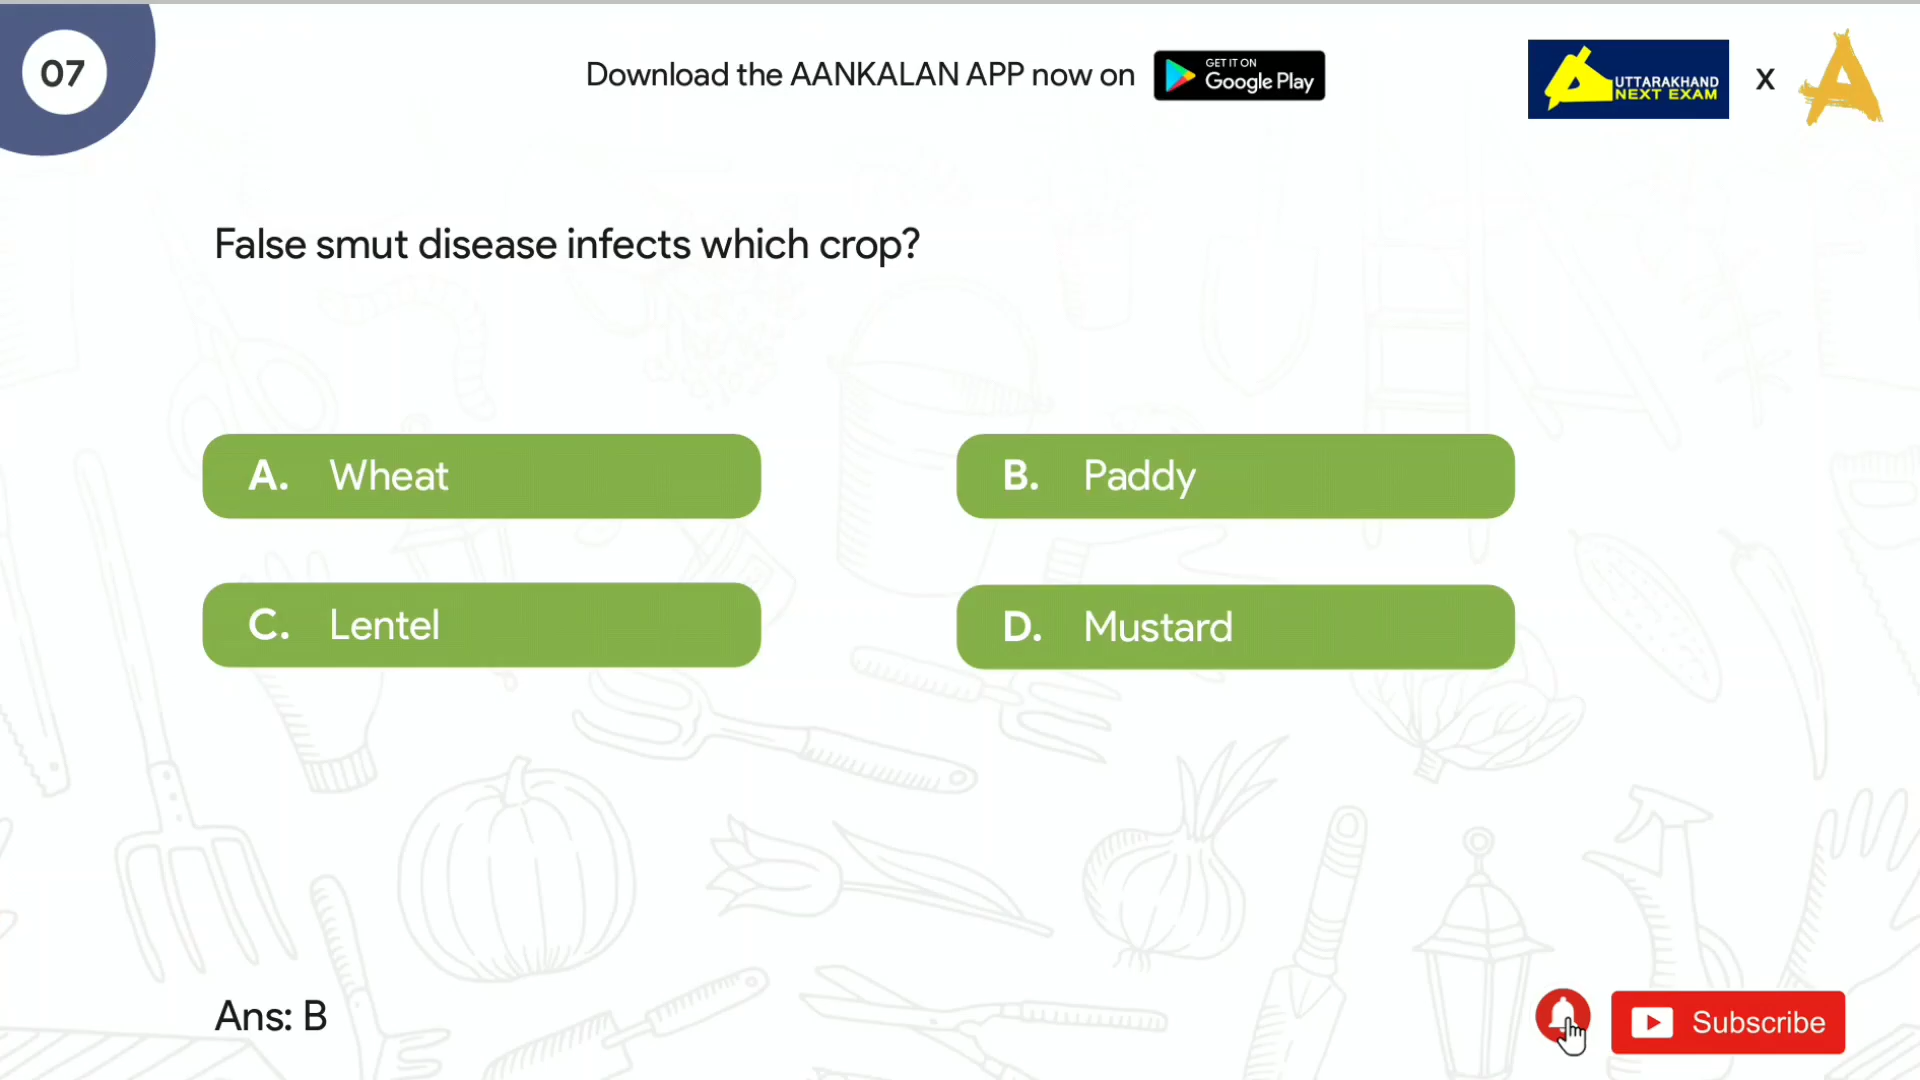 07
Download the AANKALAN APP now on
GET IT ON
Google Play
UTTARAKHAND
NEXT EXAM
X
False smut disease infects which crop?
A. Wheat
B. Paddy
C. Lentel
D. Mustard
Ans: B
Subscribe